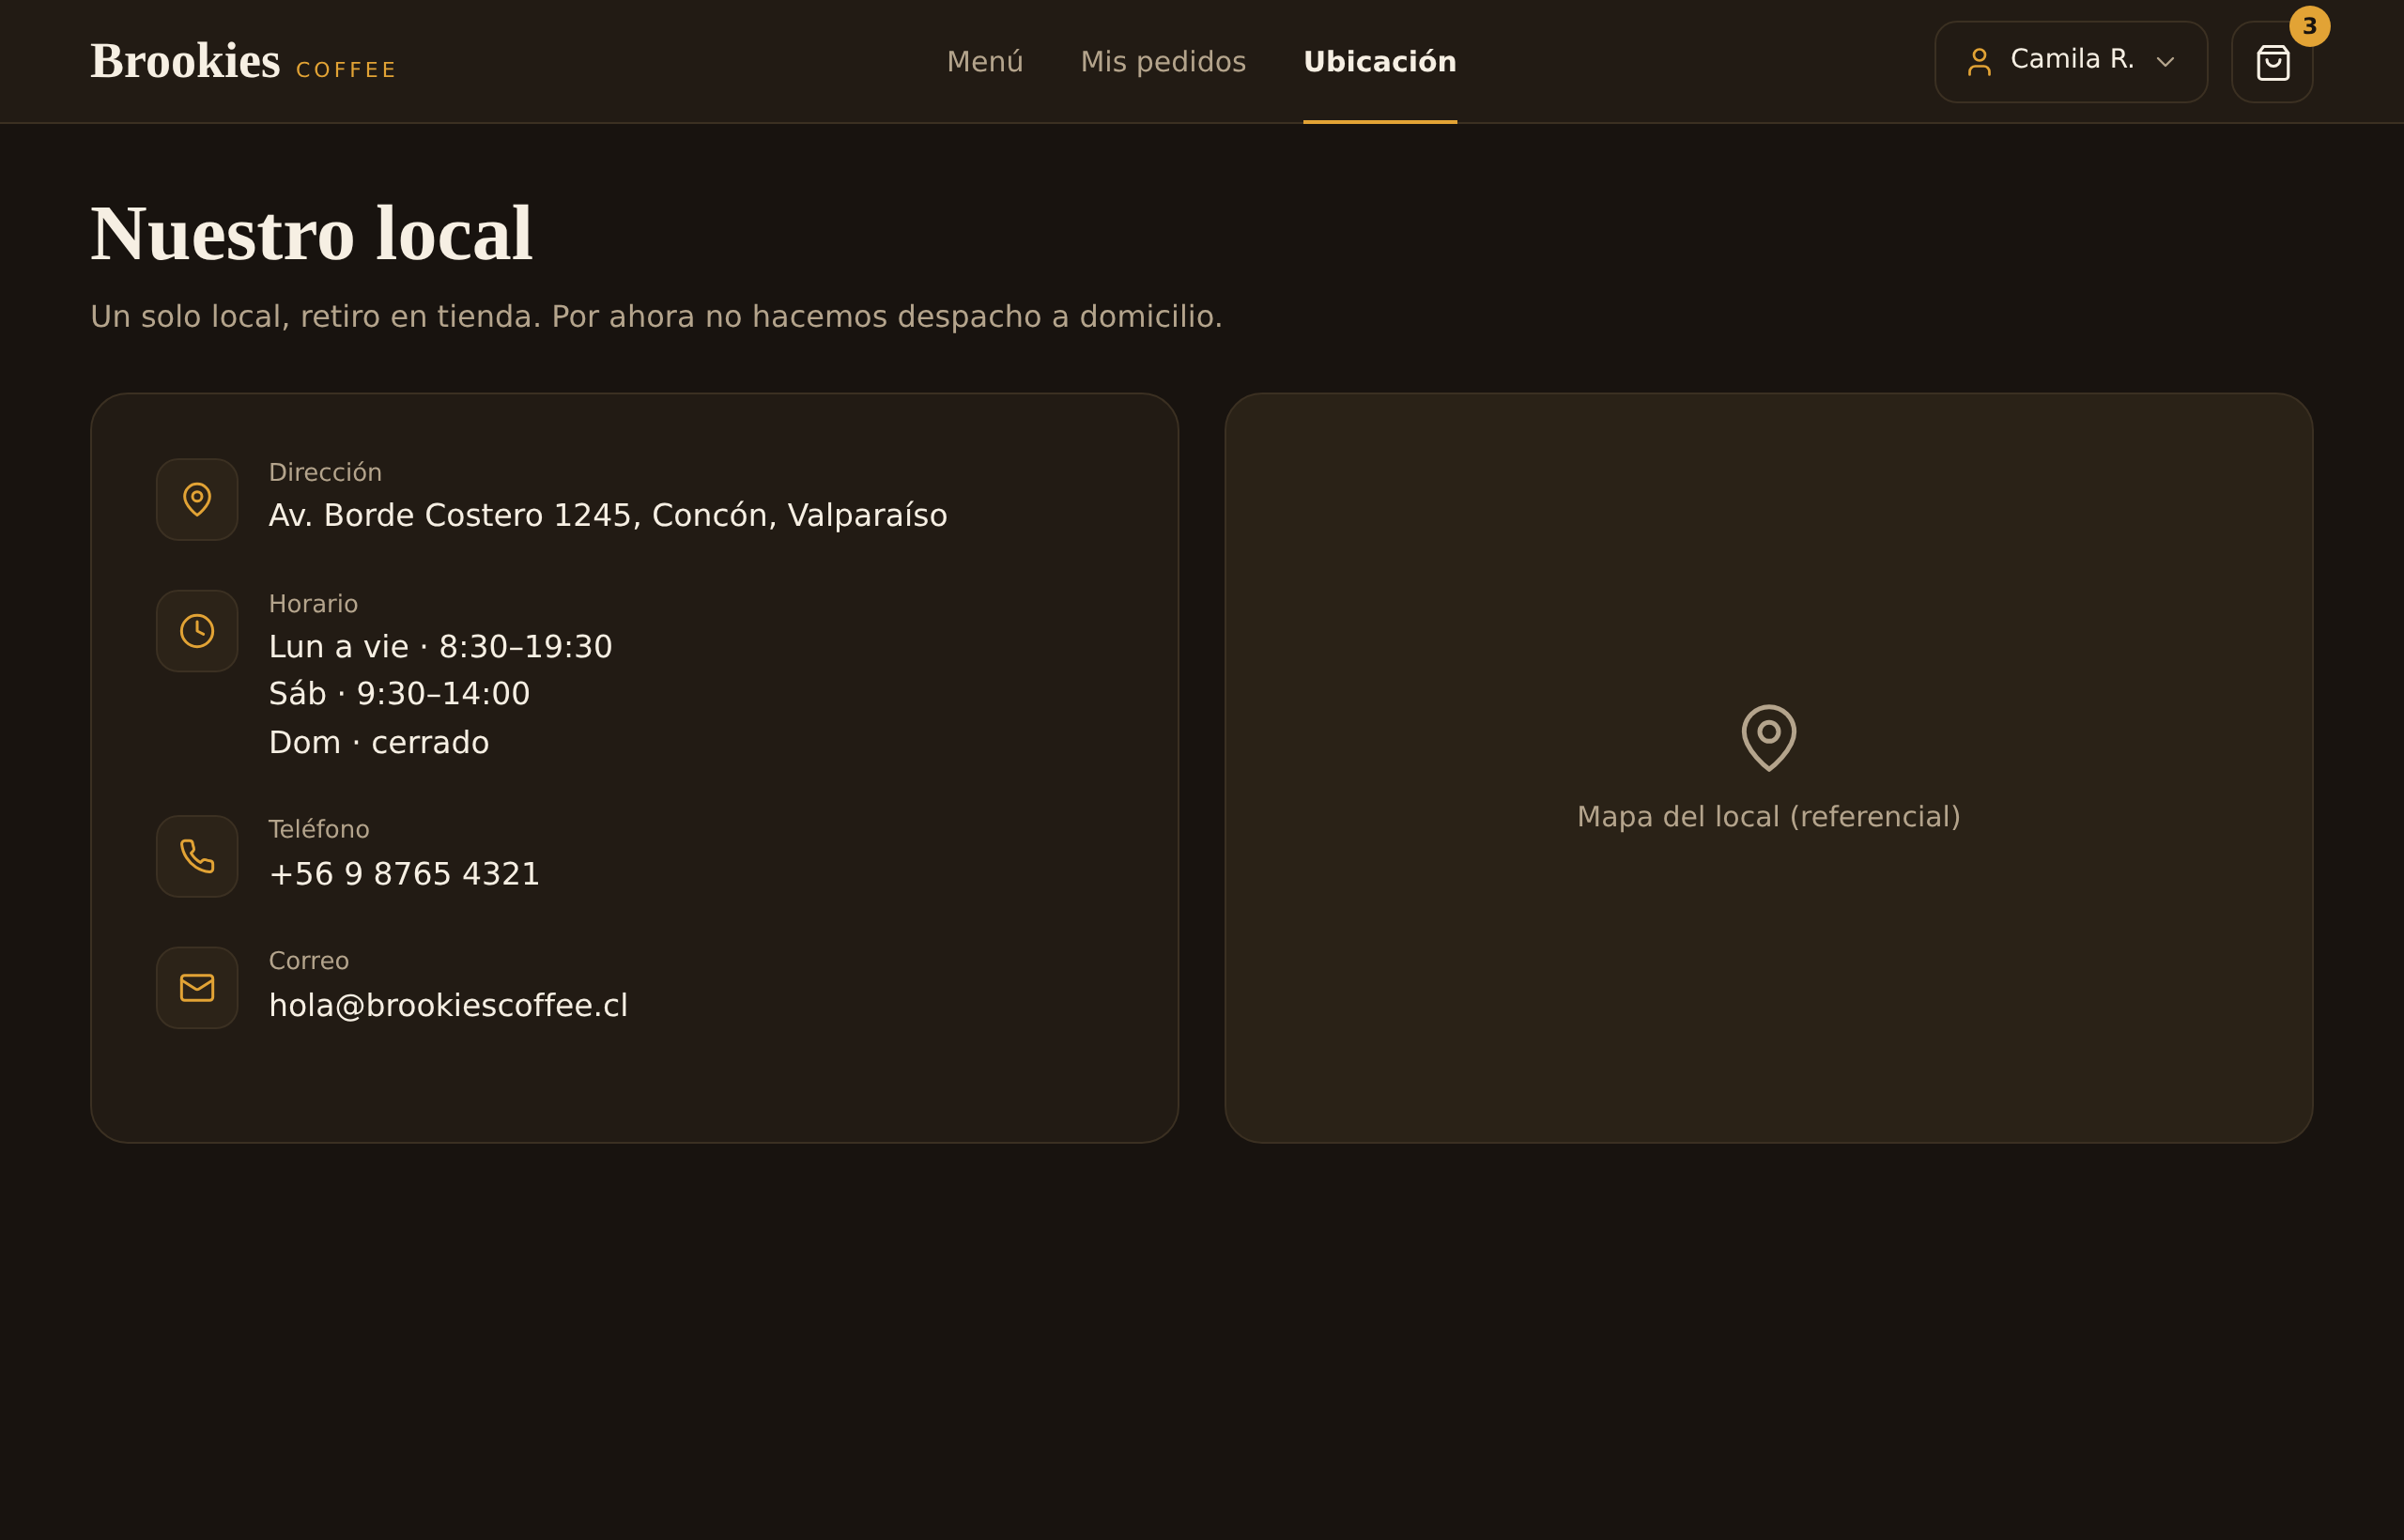 Brookies COFFEE
Menú
Mis pedidos
Ubicación
Camila R.
3
Nuestro local
Un solo local, retiro en tienda. Por ahora no hacemos despacho a domicilio.
Dirección
Av. Borde Costero 1245, Concón, Valparaíso
Horario
Lun a vie · 8:30–19:30
Sáb · 9:30–14:00
Dom · cerrado
Teléfono
+56 9 8765 4321
Correo
hola@brookiescoffee.cl
Mapa del local (referencial)